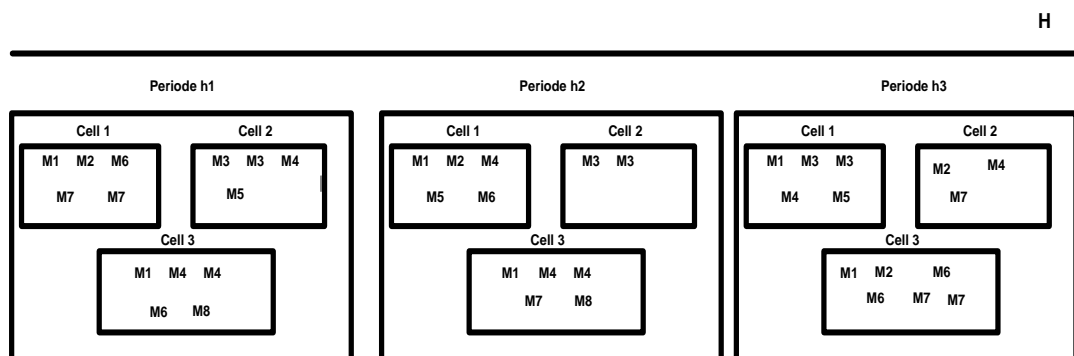 H
Periode h1 Periode h2 Periode h3
Cell 1 Cell 2 Cell 1 Cell 2 Cell 1 Cell 2
M1 M2 M6 M3 M3 M4 M1 M2 M4 M3 M3 M1 M3 M3 M2 M4
M7 M7 M5 M5 M6 M4 M5 M7
Cell 3 Cell 3 Cell 3
M1 M4 M4 M1 M4 M4 M1 M2 M6
M6 M8 M7 M8 M6 M7 M7